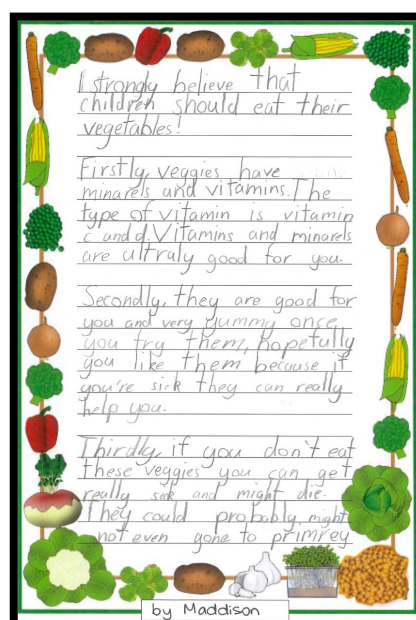 I strongly believe that
children should eat their
vegetables!
Firstly, veggies have
minarels and vitamins. The
type of vitamin is vitamin
c and d. Vitamins and minarels
are ultraly good for you.
Secondly, they are good for
you and very yummy once
you try them, hopefully
you like them because if
you're sick they can really
help you.
Thirdly, if you don't eat
these veggies you can get
really sick and might die.
They could probably might
not even gone to primrey
by Maddison